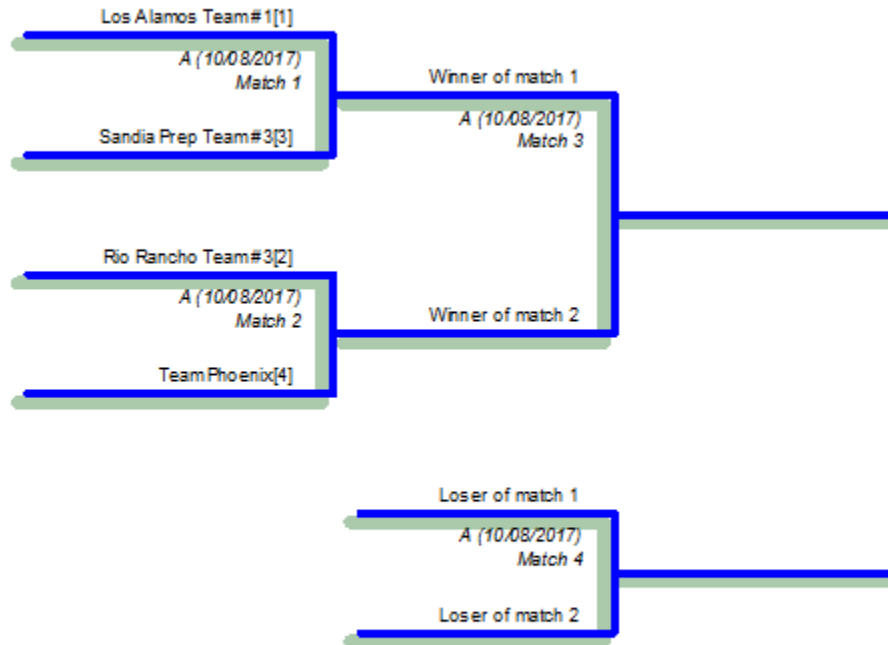 Los Alamos Team#1[1]
A (10/08/2017)
Match 1
Sandia Prep Team#3[3]
Winner of match 1
A (10/08/2017)
Match 3
Rio Rancho Team#3[2]
A (10/08/2017)
Match 2
Team Phoenix[4]
Winner of match 2
Loser of match 1
A (10/08/2017)
Match 4
Loser of match 2